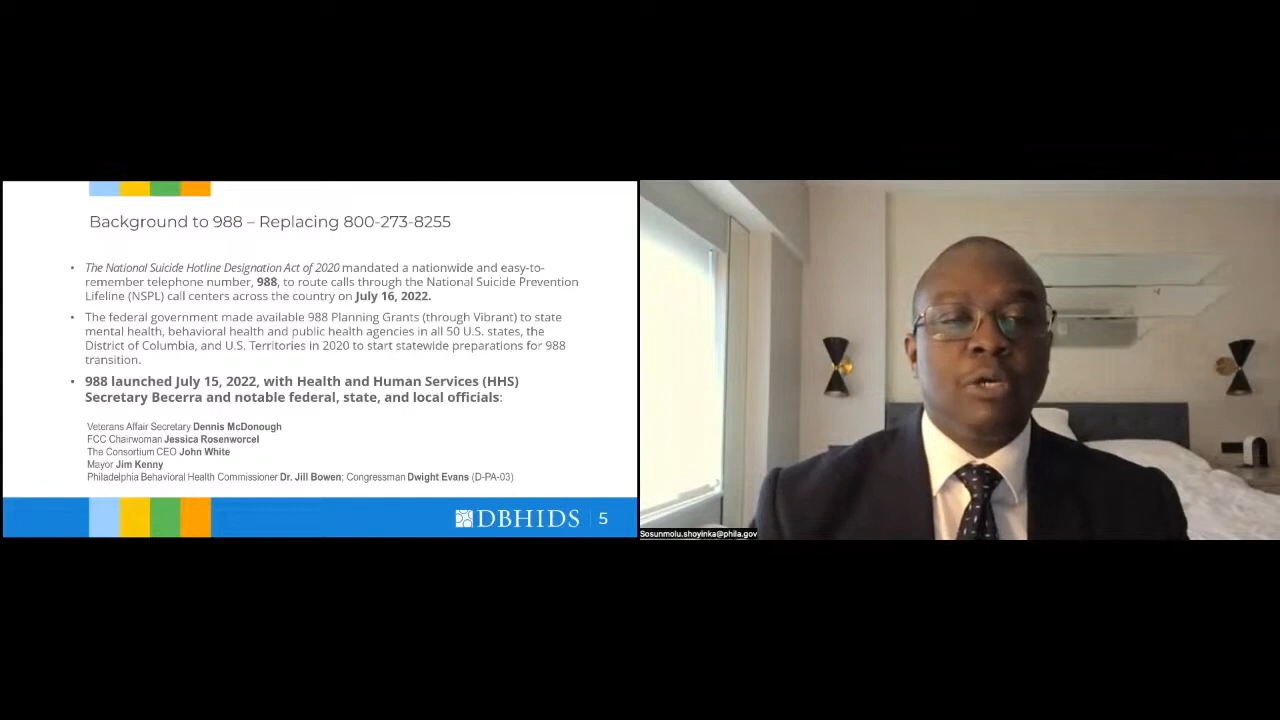 Background to 988 – Replacing 800-273-8255
• The National Suicide Hotline Designation Act of 2020 mandated a nationwide and easy-to-
remember telephone number, 988, to route calls through the National Suicide Prevention
Lifeline (NSPL) call centers across the country on July 16, 2022.
• The federal government made available 988 Planning Grants (through Vibrant) to state
mental health, behavioral health and public health agencies in all 50 U.S. states, the
District of Columbia, and U.S. Territories in 2020 to start statewide preparations for 988
transition.
• 988 launched July 15, 2022, with Health and Human Services (HHS)
Secretary Becerra and notable federal, state, and local officials:
Veterans Affair Secretary Dennis McDonough
FCC Chairwoman Jessica Rosenworcel
The Consortium CEO John White
Mayor Jim Kenny
Philadelphia Behavioral Health Commissioner Dr. Jill Bowen; Congressman Dwight Evans (D-PA-03)
DBHIDS 5
Sosunmolu.shoyinka@phila.gov